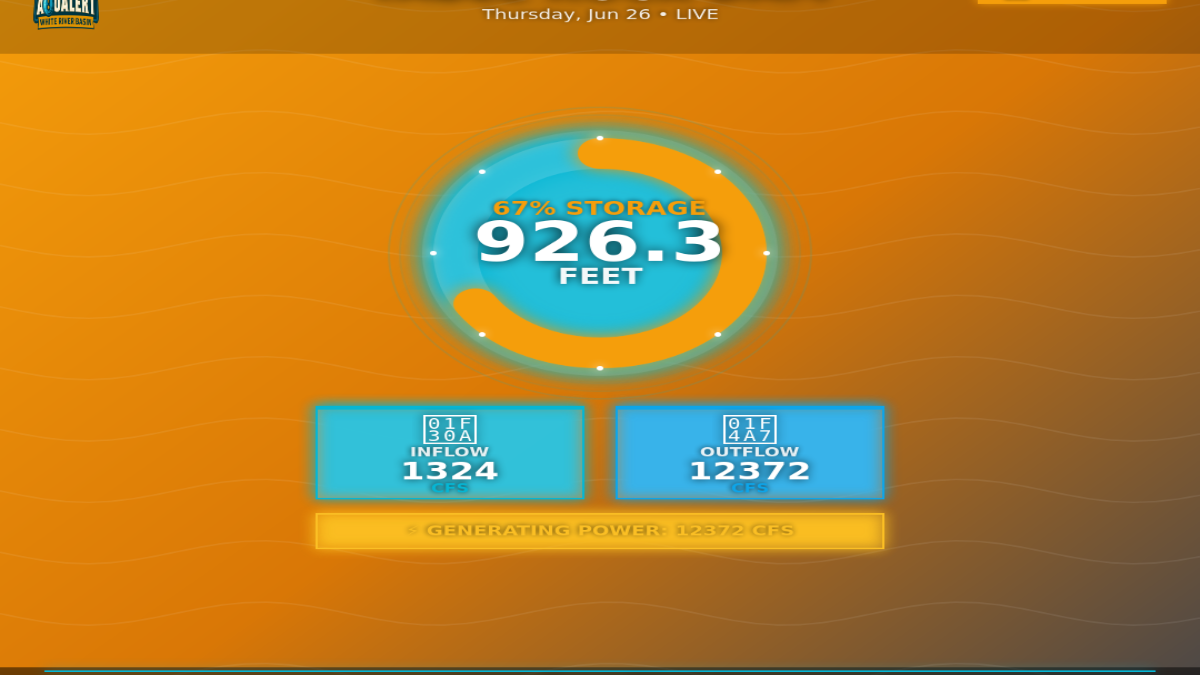 AQUALERT
WHITE RIVER BASIN
Thursday, Jun 26 • LIVE
67% STORAGE
926.3
FEET
01F
30A
INFLOW
1324
CFS
01F
4A7
OUTFLOW
12372
CFS
GENERATING POWER: 12372 CFS